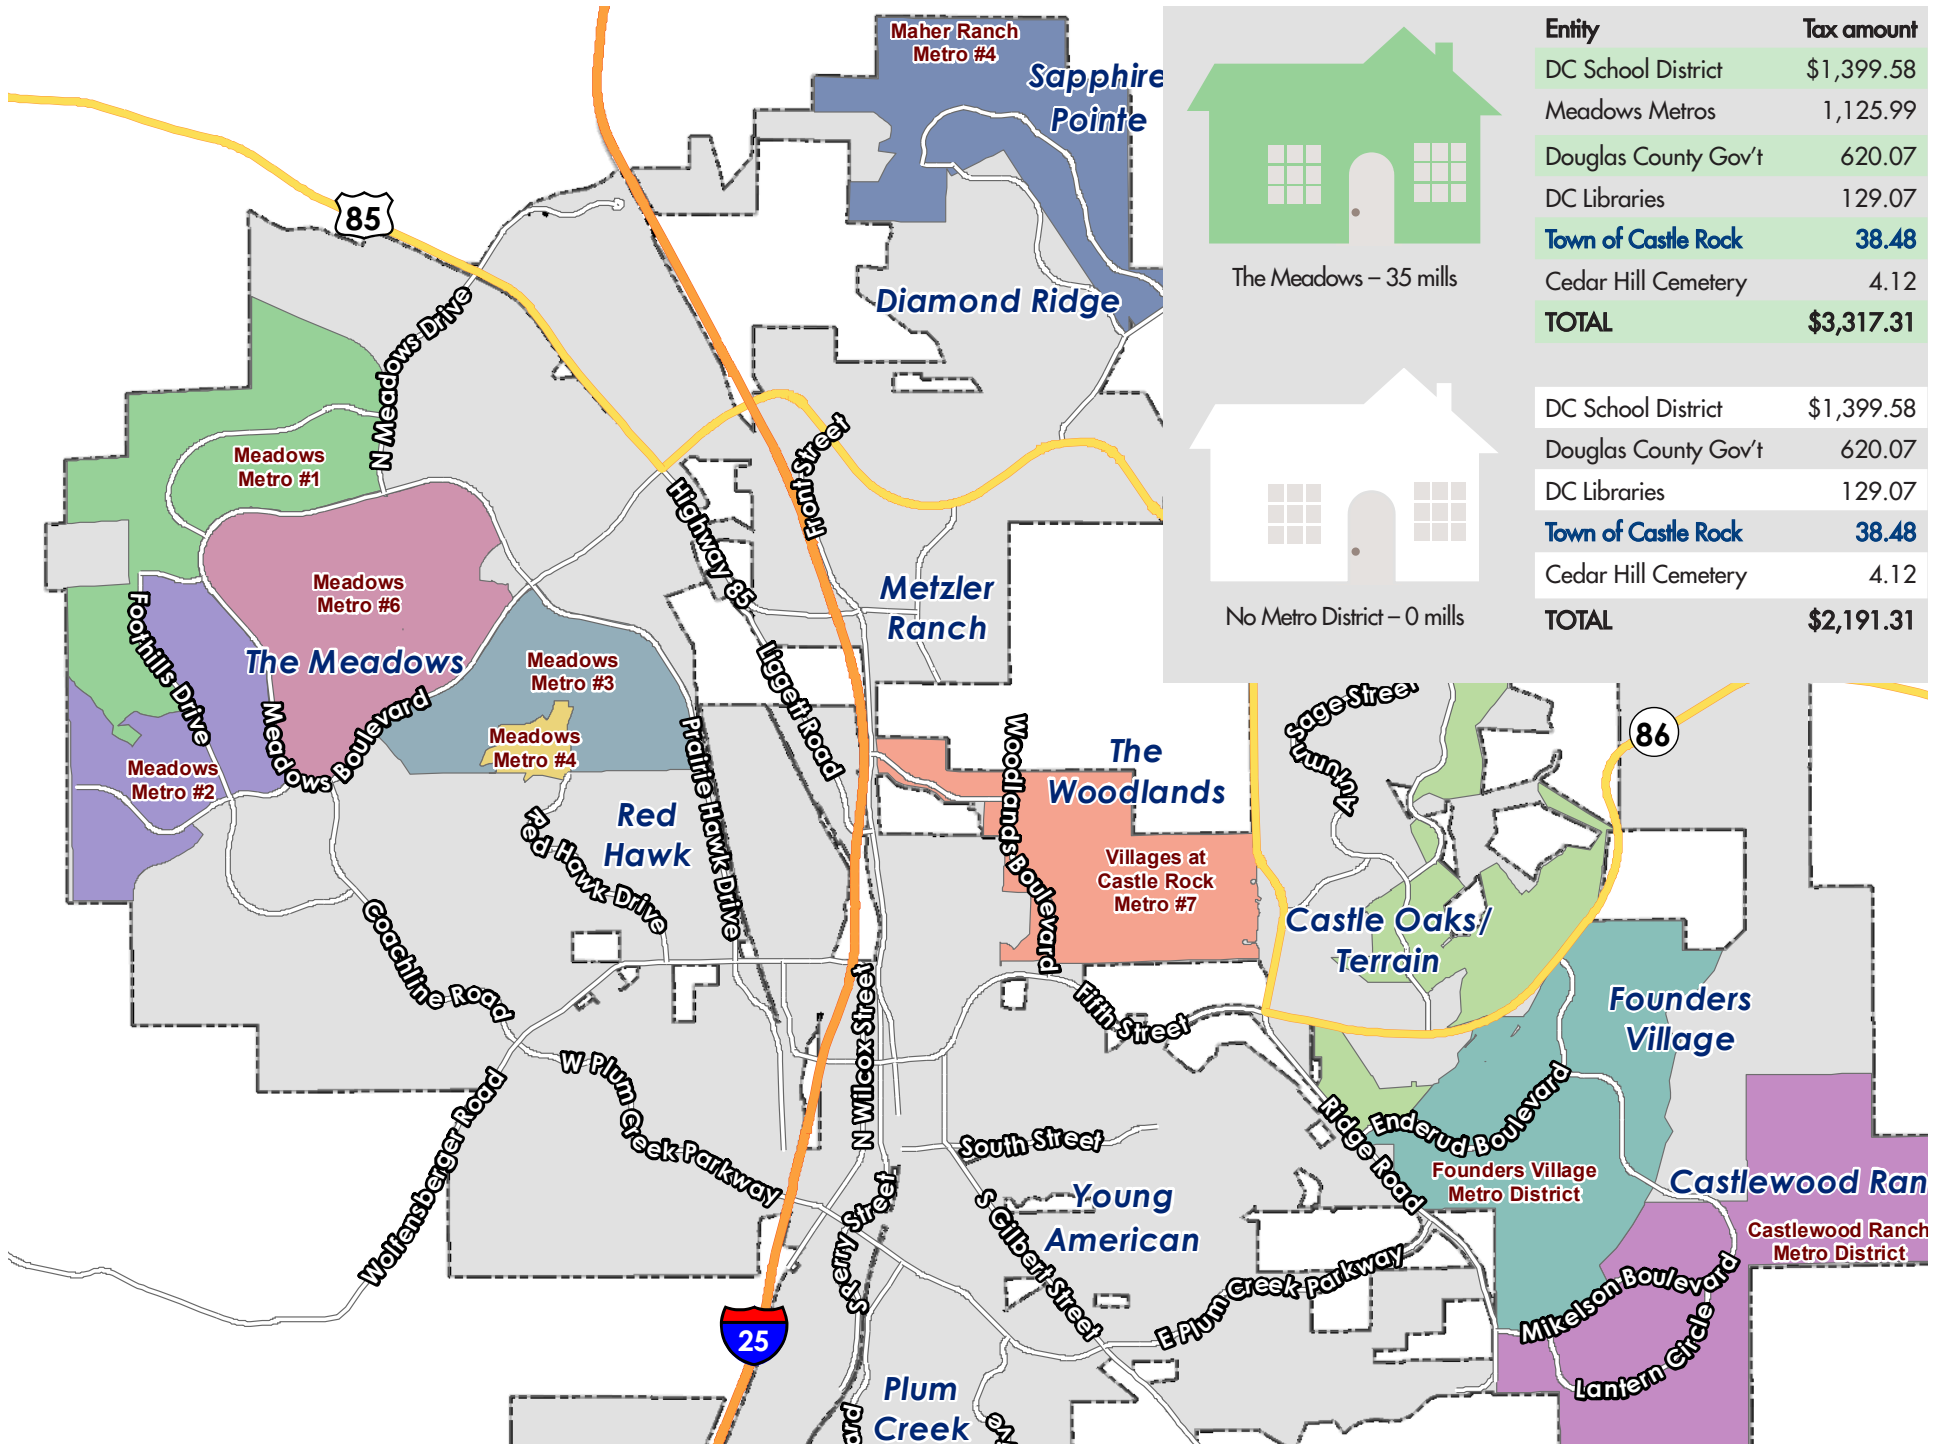 Maher Ranch
Metro #4
Sapphire
Pointe
85
N Meadows Drive
Diamond Ridge
Front Street
Meadows
Metro #1
Highway 85
Meadows
Metro #6
Metzler
Ranch
Foothills Drive
The Meadows
Meadows
Metro #3
Liggett Road
Meadows Boulevard
Prairie Hawk Drive
Meadows
Metro #4
Meadows
Metro #2
Red
Hawk
Red Hawk Drive
Woodlands Boulevard
The
Woodlands
Villages at
Castle Rock
Metro #7
Sage Street
Autumn
86
Castle Oaks/
Terrain
Coachline Road
N Wilcox Street
Fifth Street
Founders
Village
W Plum Creek Parkway
Wolfensberger Road
Ridge Road
Enderud Boulevard
South Street
Founders Village
Metro District
Castlewood Ran
Castlewood Ranch
Metro District
Young
American
S Perry Street
S Gilbert Street
E Plum Creek Parkway
Mikelson Boulevard
Lantern Circle
25
Plum
Creek
ard
ve
Entity Tax amount
DC School District $1,399.58
Meadows Metros 1,125.99
Douglas County Gov't 620.07
DC Libraries 129.07
Town of Castle Rock 38.48
Cedar Hill Cemetery 4.12
TOTAL $3,317.31
The Meadows – 35 mills
DC School District $1,399.58
Douglas County Gov't 620.07
DC Libraries 129.07
Town of Castle Rock 38.48
Cedar Hill Cemetery 4.12
TOTAL $2,191.31
No Metro District – 0 mills